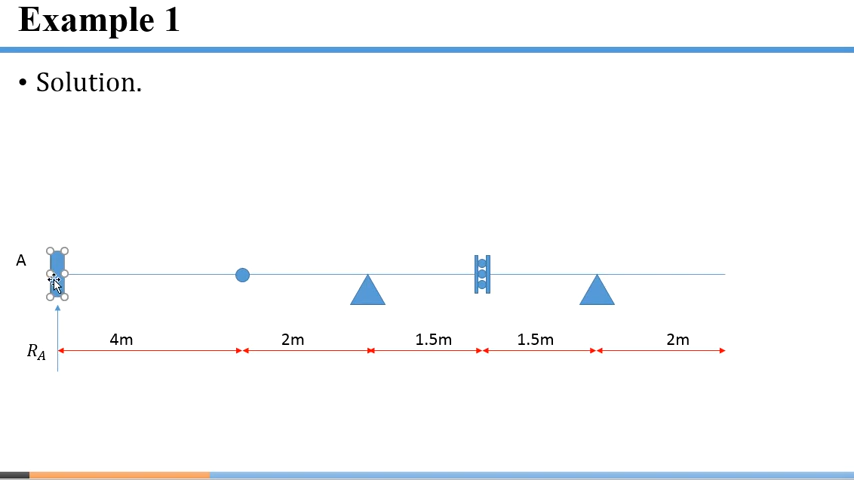 Example 1
• Solution.
A
4m 2m 1.5m 1.5m 2m
R_A